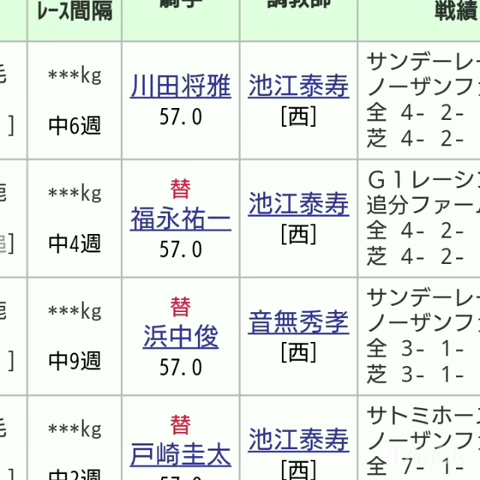 ﾚｰｽ間隔 騎手 調教師 戦績
毛 ***kg 川田将雅 池江泰寿 サンデーレー
] 中6週 57.0 [西] ノーザンフ
全 4- 2-
芝 4- 2-
***kg 替 池江泰寿 G1レーシン
中4週 福永祐一 [西] 追分ファー
57.0 全 4- 2-
芝 4- 2-
***kg 替 音無秀孝 サンデーレー
] 中9週 浜中俊 [西] ノーザンフ
57.0 全 3- 1-
芝 3- 1-
毛 ***kg 替 池江泰寿 サトミホー
戸崎圭太 [西] ノーザンフ
全 7- 1-